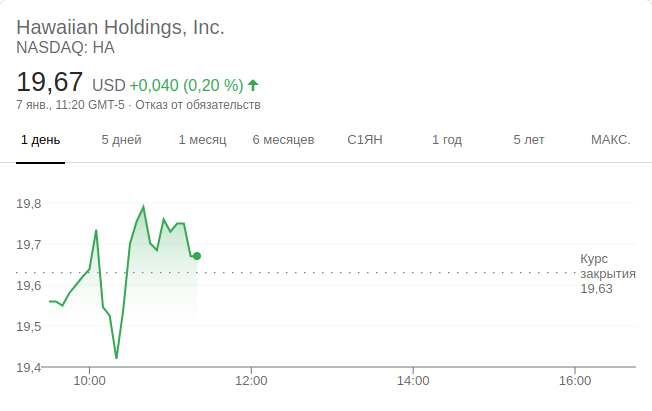 Hawaiian Holdings, Inc.
NASDAQ: HA
19,67 USD +0,040 (0,20 %)
7 янв., 11:20 GMT-5 · Отказ от обязательств
1 день 5 дней 1 месяц 6 месяцев С1ЯН 1 год 5 лет МАКС.
19,8
19,7
19,6
19,5
19,4
Курс
закрытия
19,63
10:00 12:00 14:00 16:00